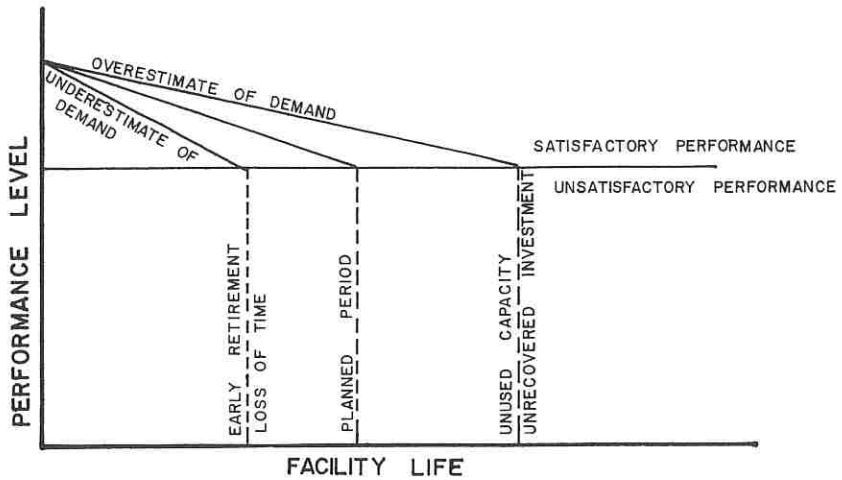 OVERESTIMATE OF DEMAND
UNDERESTIMATE OF
DEMAND
SATISFACTORY PERFORMANCE
UNSATISFACTORY PERFORMANCE
PERFORMANCE LEVEL
EARLY RETIREMENT
LOSS OF TIME
PLANNED PERIOD
UNUSED CAPACITY
UNRECOVERED INVESTMENT
FACILITY LIFE